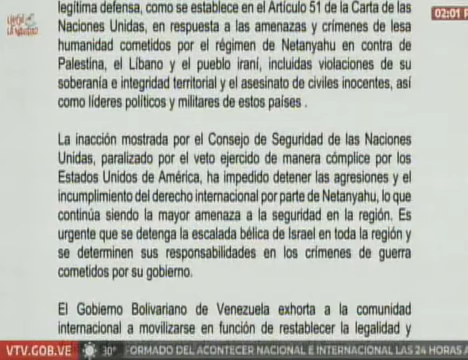 02:01 P
legítima defensa, como se establece en el Artículo 51 de la Carta de las
Naciones Unidas, en respuesta a las amenazas y crímenes de lesa
humanidad cometidos por el régimen de Netanyahu en contra de
Palestina, el Líbano y el pueblo iraní, incluidas violaciones de su
soberanía e integridad territorial y el asesinato de civiles inocentes, así
como líderes políticos y militares de estos países .
La inacción mostrada por el Consejo de Seguridad de las Naciones
Unidas, paralizado por el veto ejercido de manera cómplice por los
Estados Unidos de América, ha impedido detener las agresiones y el
incumplimiento del derecho internacional por parte de Netanyahu, lo que
continúa siendo la mayor amenaza a la seguridad en la región. Es
urgente que se detenga la escalada bélica de Israel en toda la región y
se determinen sus responsabilidades en los crímenes de guerra
cometidos por su gobierno.
El Gobierno Bolivariano de Venezuela exhorta a la comunidad
internacional a movilizarse en función de restablecer la legalidad y
VTV.GOB.VE 30° FORMADO DEL ACONTECER NACIONAL E INTERNACIONAL LAS 24 HORAS A